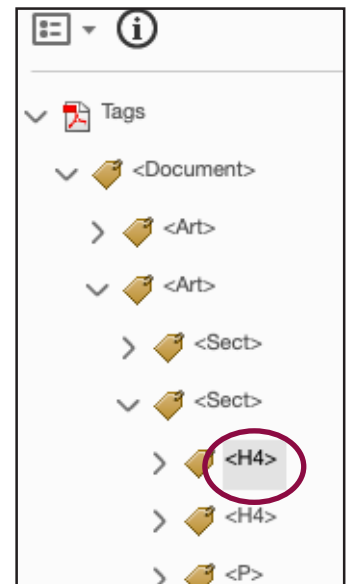 Tags
<Document>
<Art>
<Art>
<Sect>
<Sect>
<H4>
<H4>
<P>